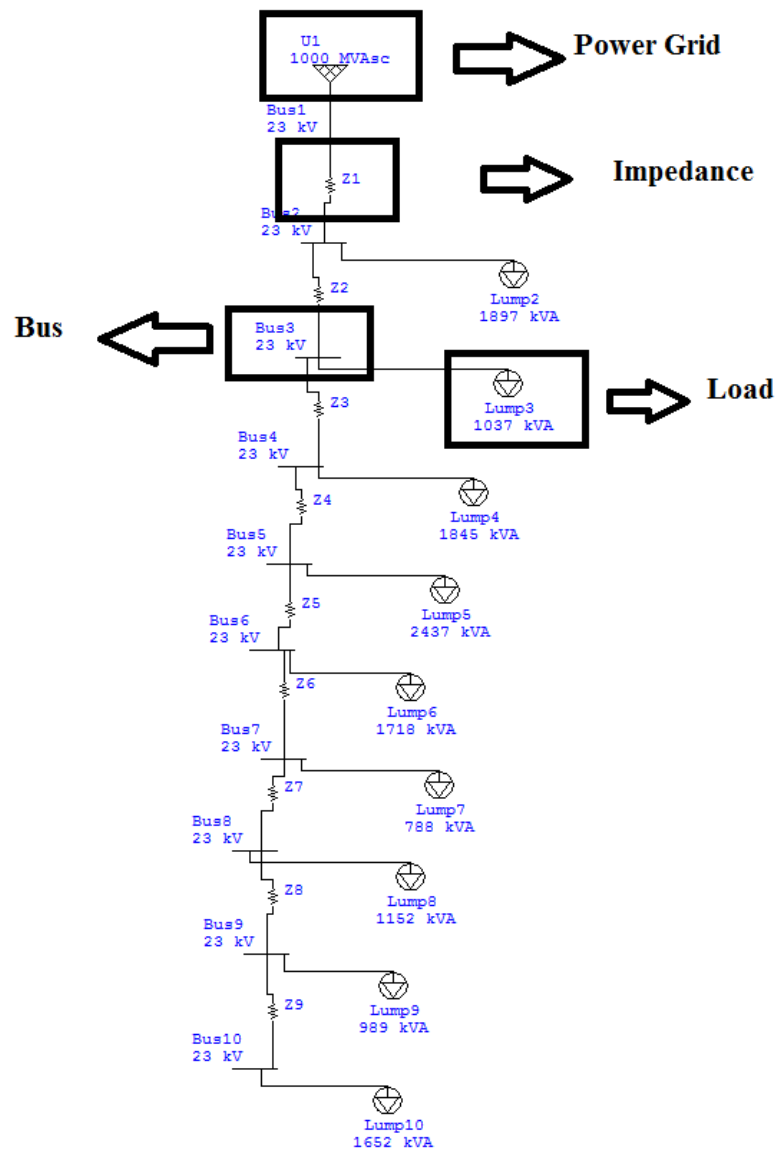 U1
1000 MVAsc
Power Grid
Bus1
23 kV
Z1
Impedance
Bus2
23 kV
Lump2
1897 kVA
Z2
Bus
Bus3
23 kV
Lump3
1037 kVA
Load
Z3
Bus4
23 kV
Lump4
1845 kVA
Z4
Bus5
23 kV
Lump5
2437 kVA
Z5
Bus6
23 kV
Lump6
1718 kVA
Z6
Bus7
23 kV
Lump7
788 kVA
Z7
Bus8
23 kV
Lump8
1152 kVA
Z8
Bus9
23 kV
Lump9
989 kVA
Z9
Bus10
23 kV
Lump10
1652 kVA